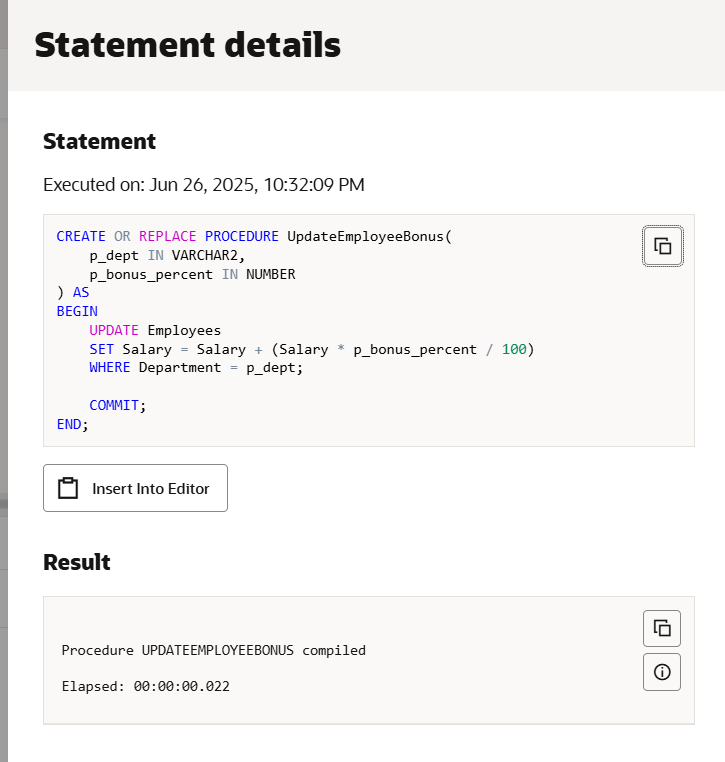 Statement details
Statement
Executed on: Jun 26, 2025, 10:32:09 PM
CREATE OR REPLACE PROCEDURE UpdateEmployeeBonus(
    p_dept IN VARCHAR2,
    p_bonus_percent IN NUMBER
) AS
BEGIN
    UPDATE Employees
    SET Salary = Salary + (Salary * p_bonus_percent / 100)
    WHERE Department = p_dept;

    COMMIT;
END;
Insert Into Editor
Result
Procedure UPDATEEMPLOYEEBONUS compiled
Elapsed: 00:00:00.022